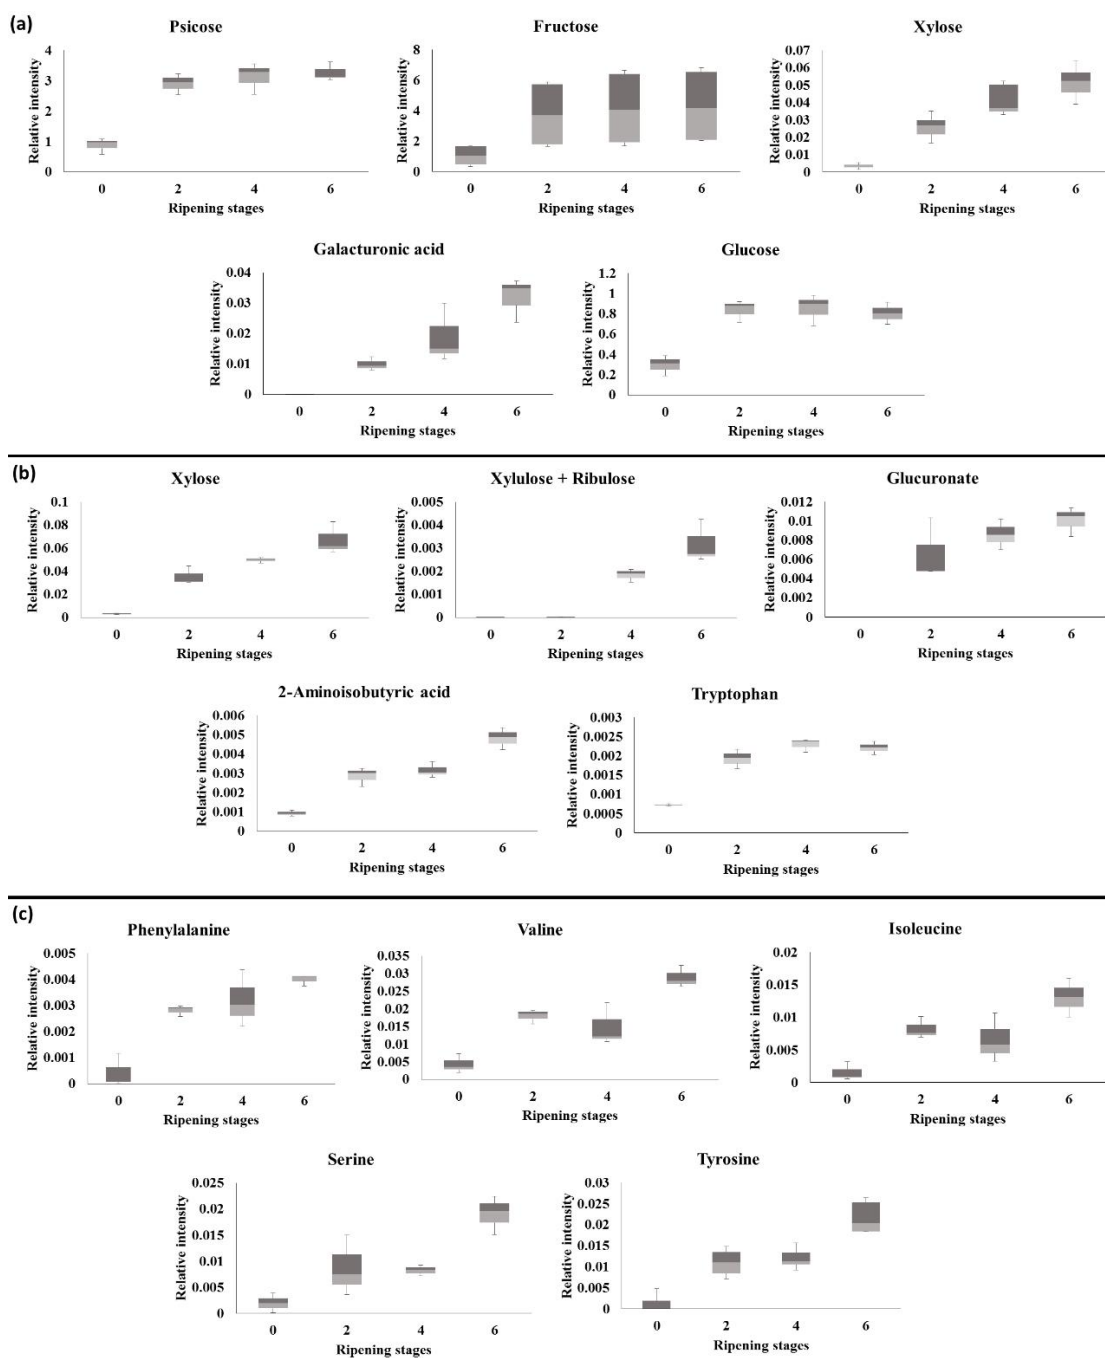 (a)
Psicose
Relative intensity
4
3
2
1
0
0 2 4 6
Ripening stages
Fructose
Relative intensity
8
6
4
2
0
0 2 4 6
Ripening stages
Xylose
Relative intensity
0.07
0.06
0.05
0.04
0.03
0.02
0.01
0
0 2 4 6
Ripening stages
Galacturonic acid
Relative intensity
0.04
0.03
0.02
0.01
0
0 2 4 6
Ripening stages
Glucose
Relative intensity
1.2
1
0.8
0.6
0.4
0.2
0
0 2 4 6
Ripening stages
(b)
Xylose
Relative intensity
0.1
0.08
0.06
0.04
0.02
0
0 2 4 6
Ripening stages
Xylulose + Ribulose
Relative intensity
0.005
0.004
0.003
0.002
0.001
0
0 2 4 6
Ripening stages
Glucuronate
Relative intensity
0.012
0.01
0.008
0.006
0.004
0.002
0
0 2 4 6
Ripening stages
2-Aminoisobutyric acid
Relative intensity
0.006
0.005
0.004
0.003
0.002
0.001
0
0 2 4 6
Ripening stages
Tryptophan
Relative intensity
0.003
0.0025
0.002
0.0015
0.001
0.0005
0
0 2 4 6
Ripening stages
(c)
Phenylalanine
Relative intensity
0.005
0.004
0.003
0.002
0.001
0
0 2 4 6
Ripening stages
Valine
Relative intensity
0.035
0.03
0.025
0.02
0.015
0.01
0.005
0
0 2 4 6
Ripening stages
Isoleucine
Relative intensity
0.02
0.015
0.01
0.005
0
0 2 4 6
Ripening stages
Serine
Relative intensity
0.025
0.02
0.015
0.01
0.005
0
0 2 4 6
Ripening stages
Tyrosine
Relative intensity
0.03
0.025
0.02
0.015
0.01
0.005
0
0 2 4 6
Ripening stages